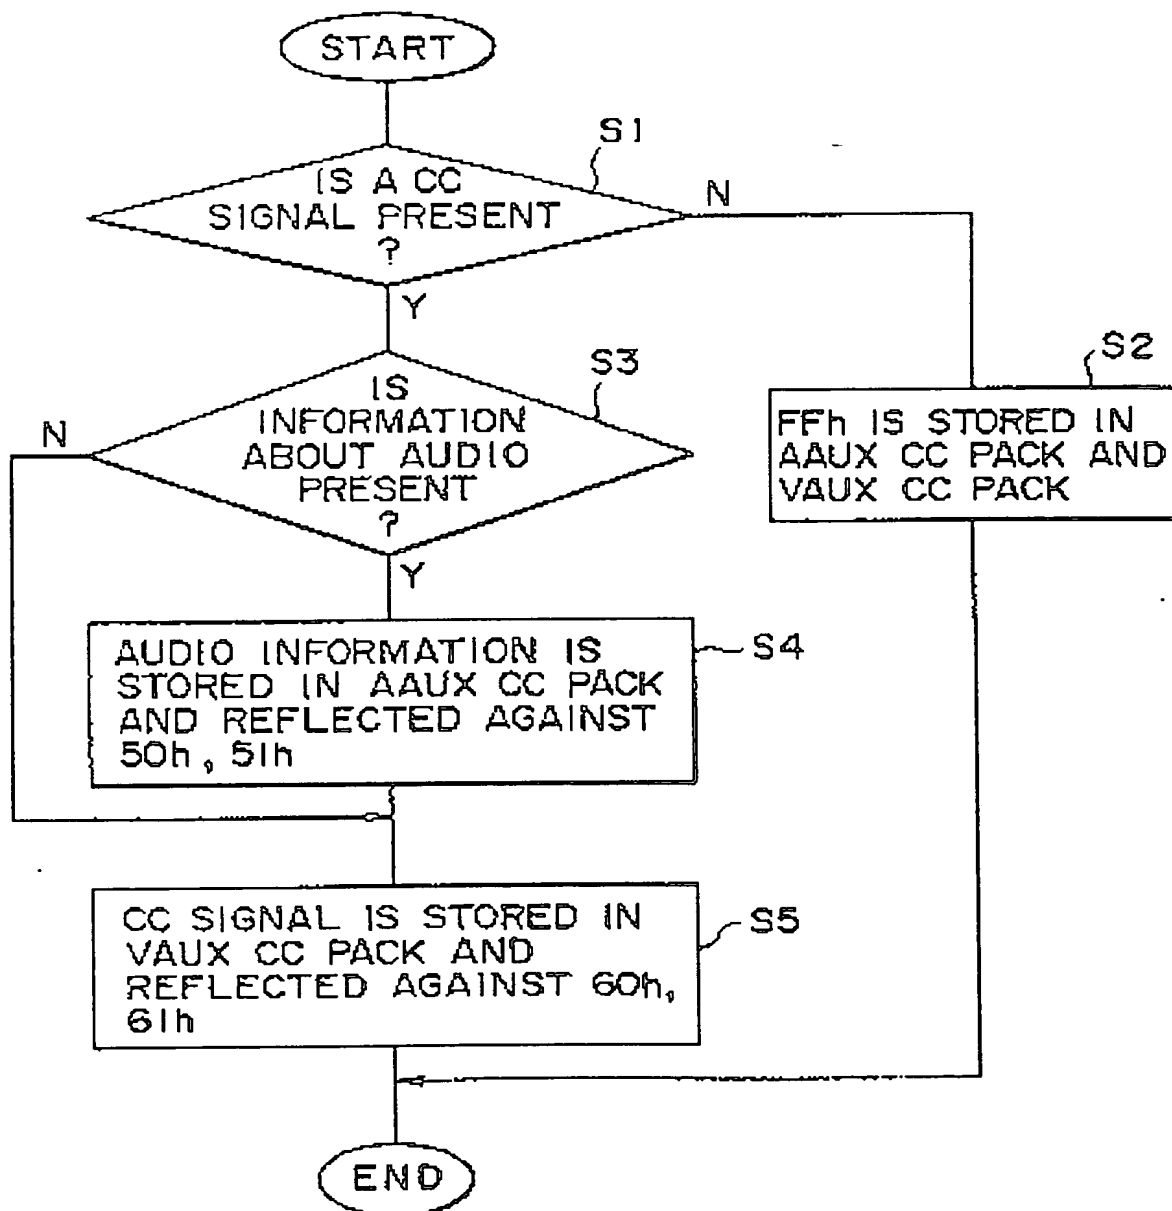 START
S1
IS A CC
SIGNAL PRESENT
?
N
Y
S3
IS
INFORMATION
ABOUT AUDIO
PRESENT
?
N
Y
S2
FFh IS STORED IN
AAUX CC PACK AND
VAUX CC PACK
AUDIO INFORMATION IS
STORED IN AAUX CC PACK
AND REFLECTED AGAINST
50h, 51h
S4
CC SIGNAL IS STORED IN
VAUX CC PACK AND
REFLECTED AGAINST 60h,
61h
S5
END